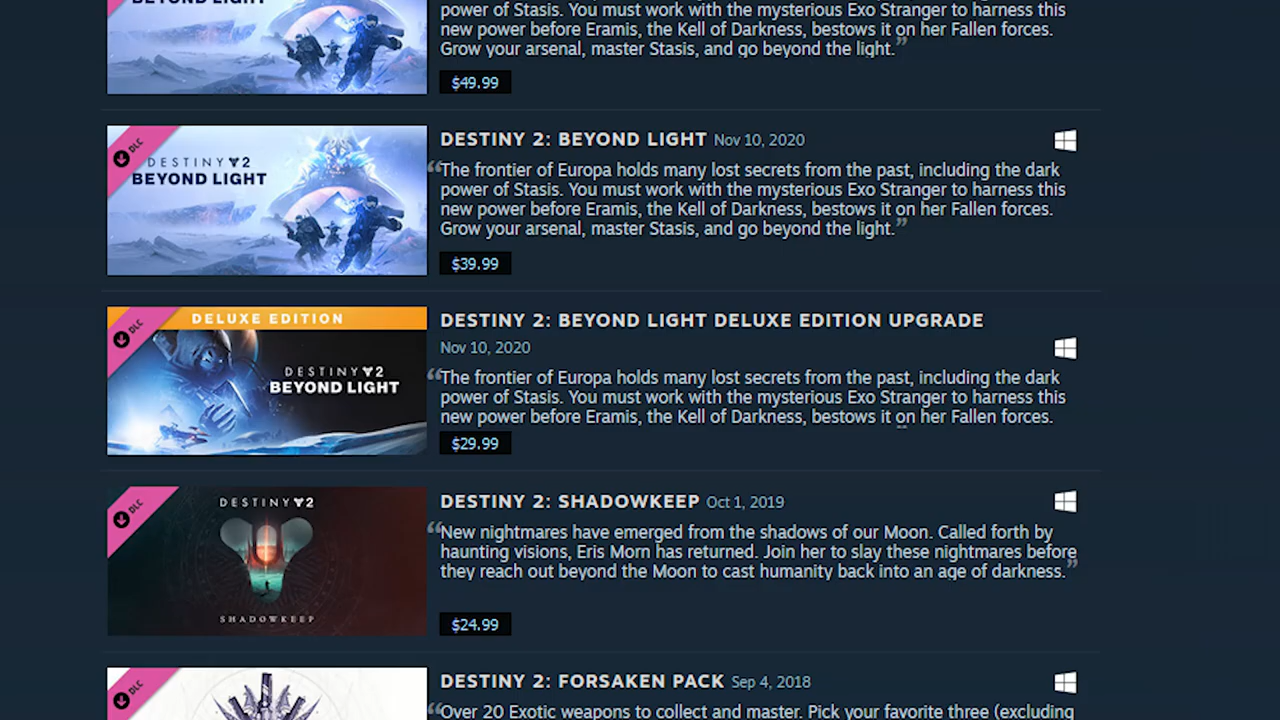 BEYOND LIGHT
power of Stasis. You must work with the mysterious Exo Stranger to harness this
new power before Eramis, the Kell of Darkness, bestows it on her Fallen forces.
Grow your arsenal, master Stasis, and go beyond the light.”
$49.99
DLC
DESTINY 2
BEYOND LIGHT
DESTINY 2: BEYOND LIGHT Nov 10, 2020
“The frontier of Europa holds many lost secrets from the past, including the dark
power of Stasis. You must work with the mysterious Exo Stranger to harness this
new power before Eramis, the Kell of Darkness, bestows it on her Fallen forces.
Grow your arsenal, master Stasis, and go beyond the light.”
$39.99
DLC
DELUXE EDITION
DESTINY 2
BEYOND LIGHT
DESTINY 2: BEYOND LIGHT DELUXE EDITION UPGRADE
Nov 10, 2020
“The frontier of Europa holds many lost secrets from the past, including the dark
power of Stasis. You must work with the mysterious Exo Stranger to harness this
new power before Eramis, the Kell of Darkness, bestows it on her Fallen forces.
$29.99
DLC
DESTINY 2
SHADOWKEEP
DESTINY 2: SHADOWKEEP Oct 1, 2019
“New nightmares have emerged from the shadows of our Moon. Called forth by
haunting visions, Eris Morn has returned. Join her to slay these nightmares before
they reach out beyond the Moon to cast humanity back into an age of darkness.”
$24.99
DLC
DESTINY 2: FORSAKEN PACK Sep 4, 2018
“Over 20 Exotic weapons to collect and master. Pick your favorite three (excluding